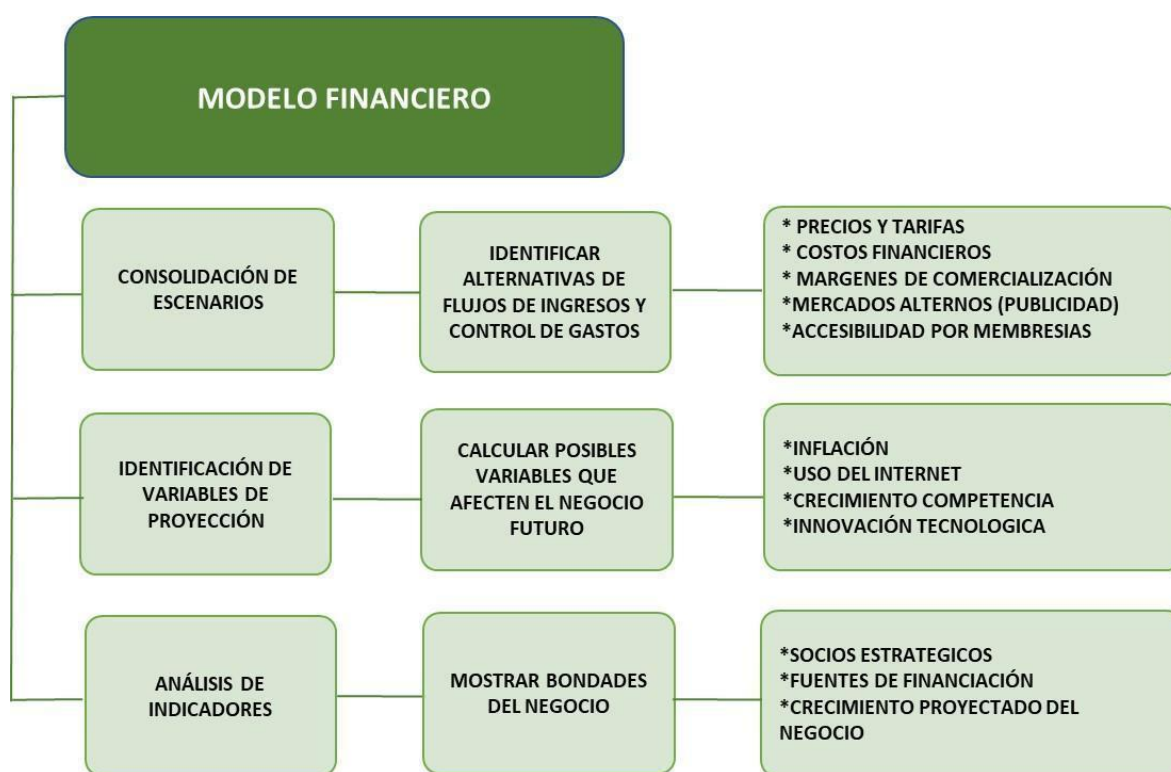 MODELO FINANCIERO
CONSOLIDACIÓN DE
ESCENARIOS
IDENTIFICAR
ALTERNATIVAS DE
FLUJOS DE INGRESOS Y
CONTROL DE GASTOS
* PRECIOS Y TARIFAS
* COSTOS FINANCIEROS
* MARGENES DE COMERCIALIZACIÓN
*MERCADOS ALTERNOS (PUBLICIDAD)
*ACCESIBILIDAD POR MEMBRESIAS
IDENTIFICACIÓN DE
VARIABLES DE
PROYECCIÓN
CALCULAR POSIBLES
VARIABLES QUE
AFECTEN EL NEGOCIO
FUTURO
*INFLACIÓN
*USO DEL INTERNET
*CRECIMIENTO COMPETENCIA
*INNOVACIÓN TECNOLOGICA
ANÁLISIS DE
INDICADORES
MOSTRAR BONDADES
DEL NEGOCIO
*SOCIOS ESTRATEGICOS
*FUENTES DE FINANCIACIÓN
*CRECIMIENTO PROYECTADO DEL
NEGOCIO